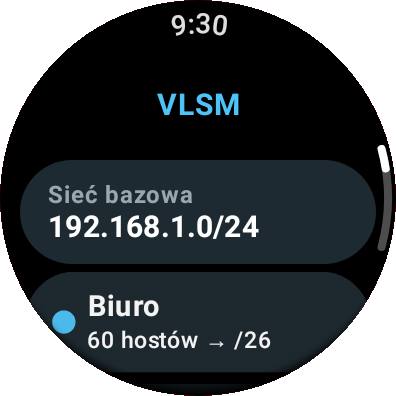 9:30
VLSM
Sieć bazowa
192.168.1.0/24
Biuro
60 hostów → /26